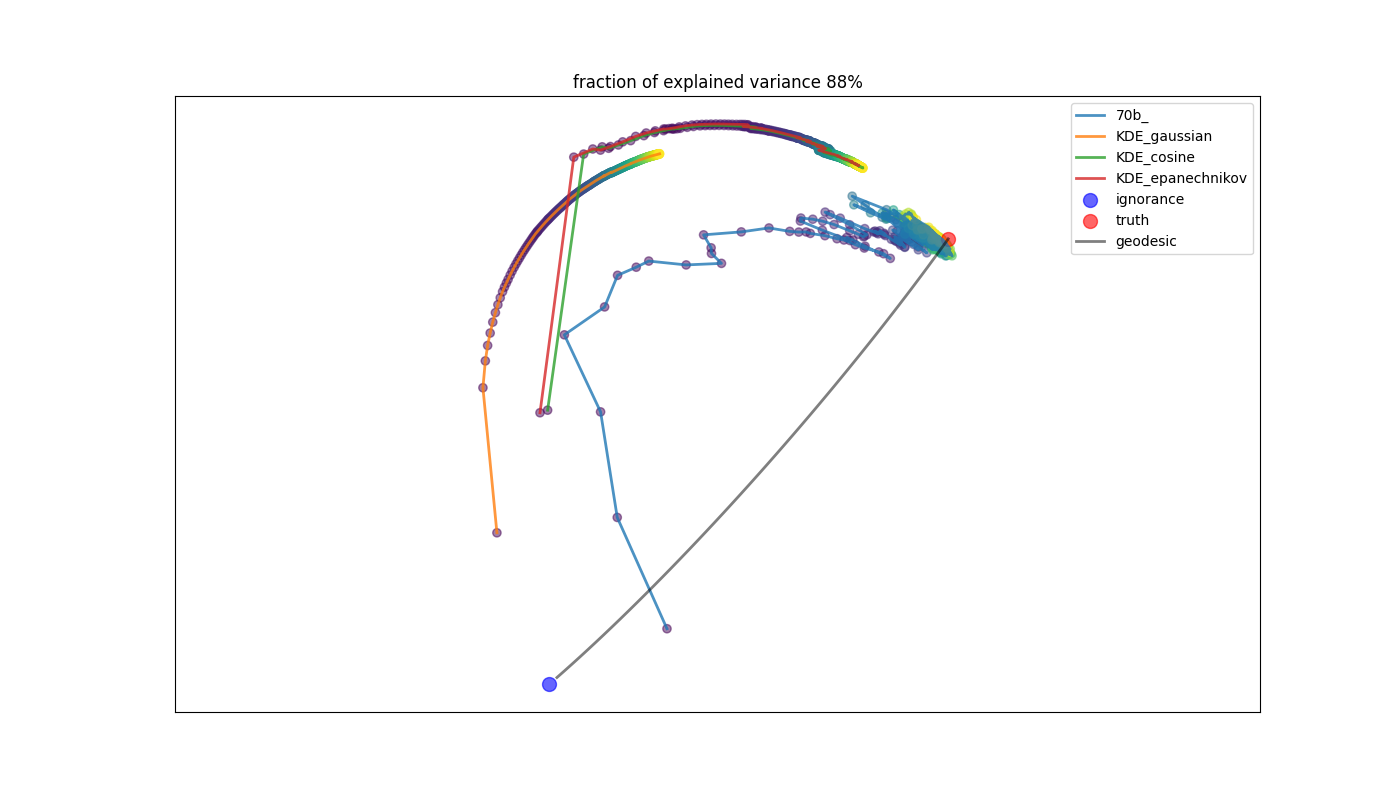 fraction of explained variance 88%
70b_
KDE_gaussian
KDE_cosine
KDE_epanechnikov
ignorance
truth
geodesic